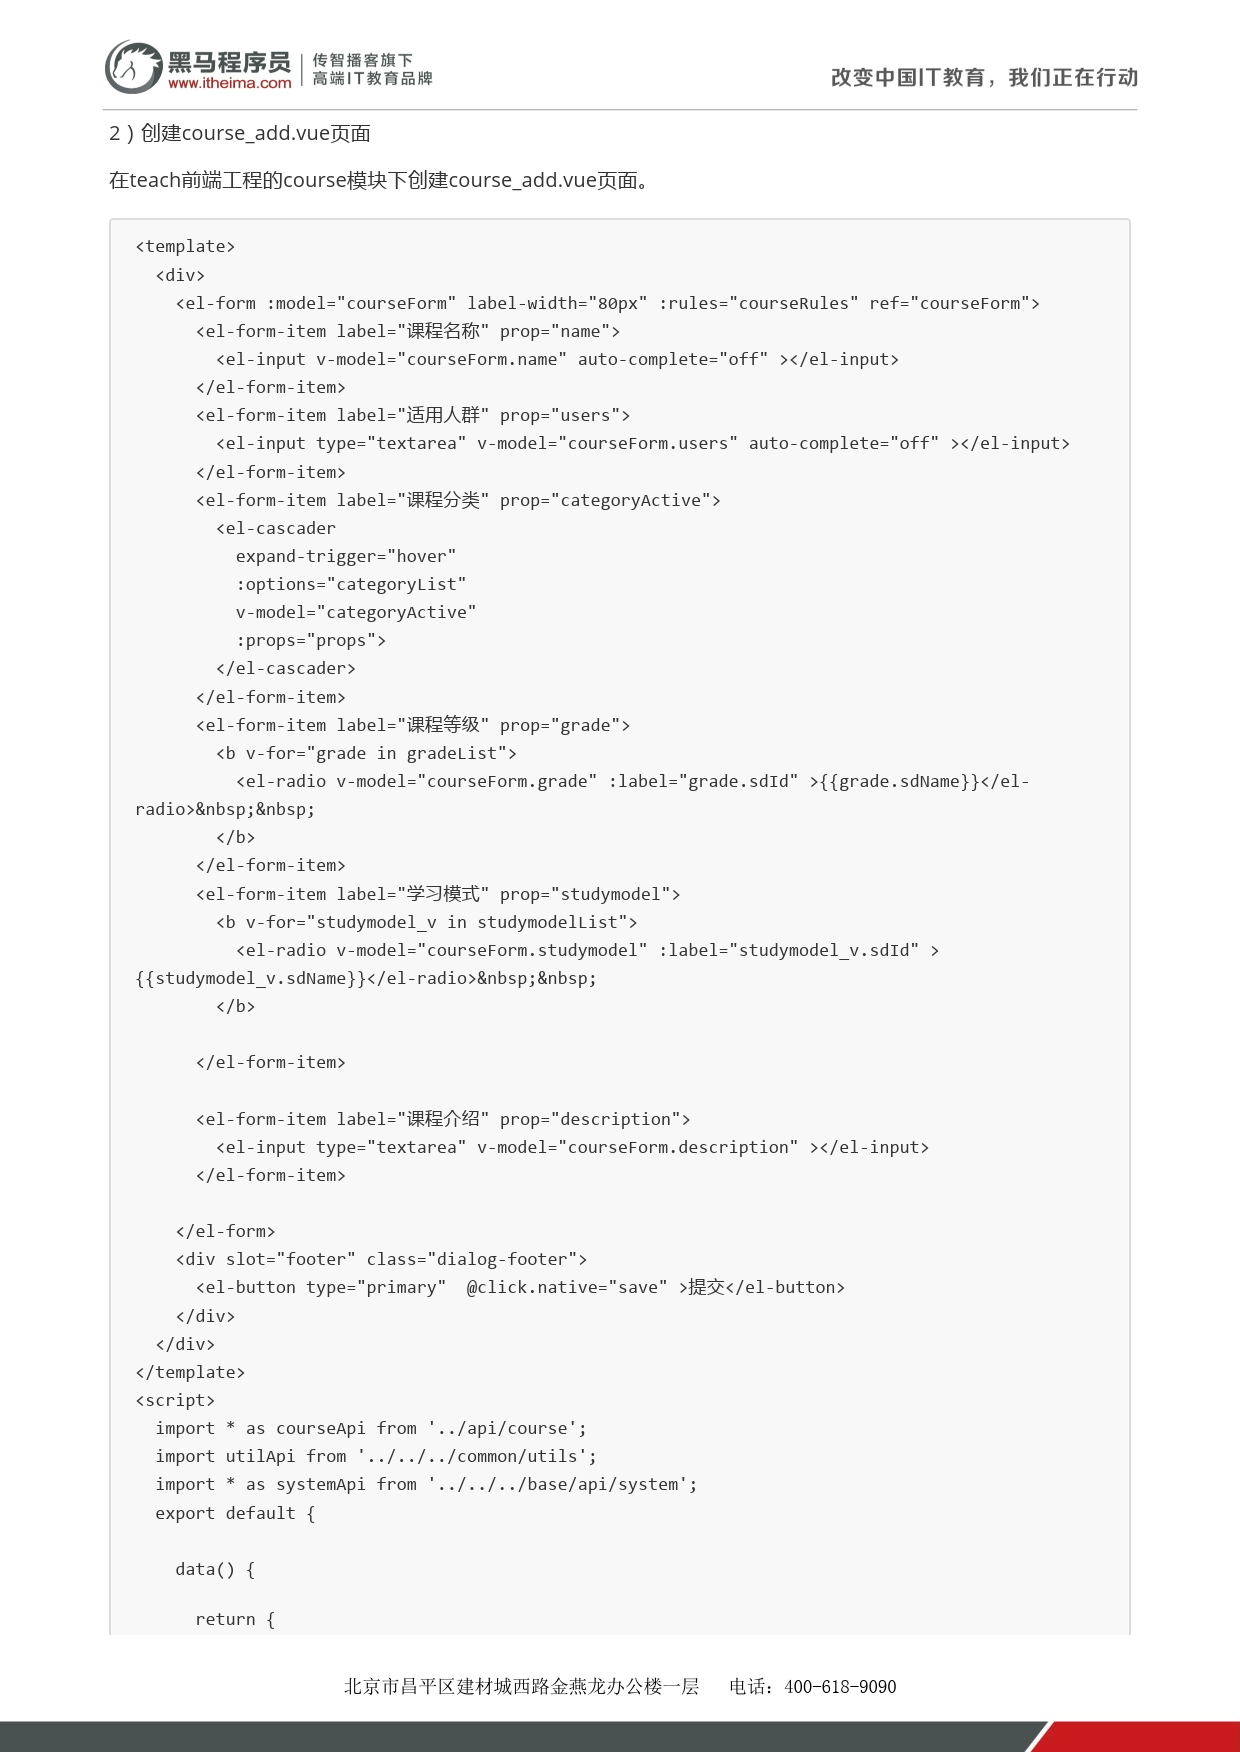 黑马程序员
www.itheima.com
传智播客旗下
高端IT教育品牌
改变中国IT教育，我们正在行动
2）创建course_add.vue页面
在teach前端工程的course模块下创建course_add.vue页面。
<template>
  <div>
    <el-form :model="courseForm" label-width="80px" :rules="courseRules" ref="courseForm">
      <el-form-item label="课程名称" prop="name">
        <el-input v-model="courseForm.name" auto-complete="off" ></el-input>
      </el-form-item>
      <el-form-item label="适用人群" prop="users">
        <el-input type="textarea" v-model="courseForm.users" auto-complete="off" ></el-input>
      </el-form-item>
      <el-form-item label="课程分类" prop="categoryActive">
        <el-cascader
          expand-trigger="hover"
          :options="categoryList"
          v-model="categoryActive"
          :props="props">
        </el-cascader>
      </el-form-item>
      <el-form-item label="课程等级" prop="grade">
        <b v-for="grade in gradeList">
          <el-radio v-model="courseForm.grade" :label="grade.sdId" >{{grade.sdName}}</el-
radio>&nbsp;&nbsp;
        </b>
      </el-form-item>
      <el-form-item label="学习模式" prop="studymodel">
        <b v-for="studymodel_v in studymodelList">
          <el-radio v-model="courseForm.studymodel" :label="studymodel_v.sdId" >
{{studymodel_v.sdName}}</el-radio>&nbsp;&nbsp;
        </b>
      </el-form-item>
      <el-form-item label="课程介绍" prop="description">
        <el-input type="textarea" v-model="courseForm.description" ></el-input>
      </el-form-item>
    </el-form>
    <div slot="footer" class="dialog-footer">
      <el-button type="primary"  @click.native="save" >提交</el-button>
    </div>
  </div>
</template>
<script>
  import * as courseApi from '../api/course';
  import utilApi from '../../../common/utils';
  import * as systemApi from '../../../base/api/system';
  export default {
    data() {
      return {
北京市昌平区建材城西路金燕龙办公楼一层 电话：400-618-9090